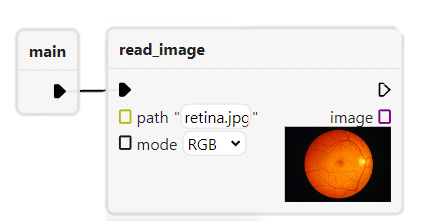 main
read_image
path "retina.jpg"
image
mode RGB